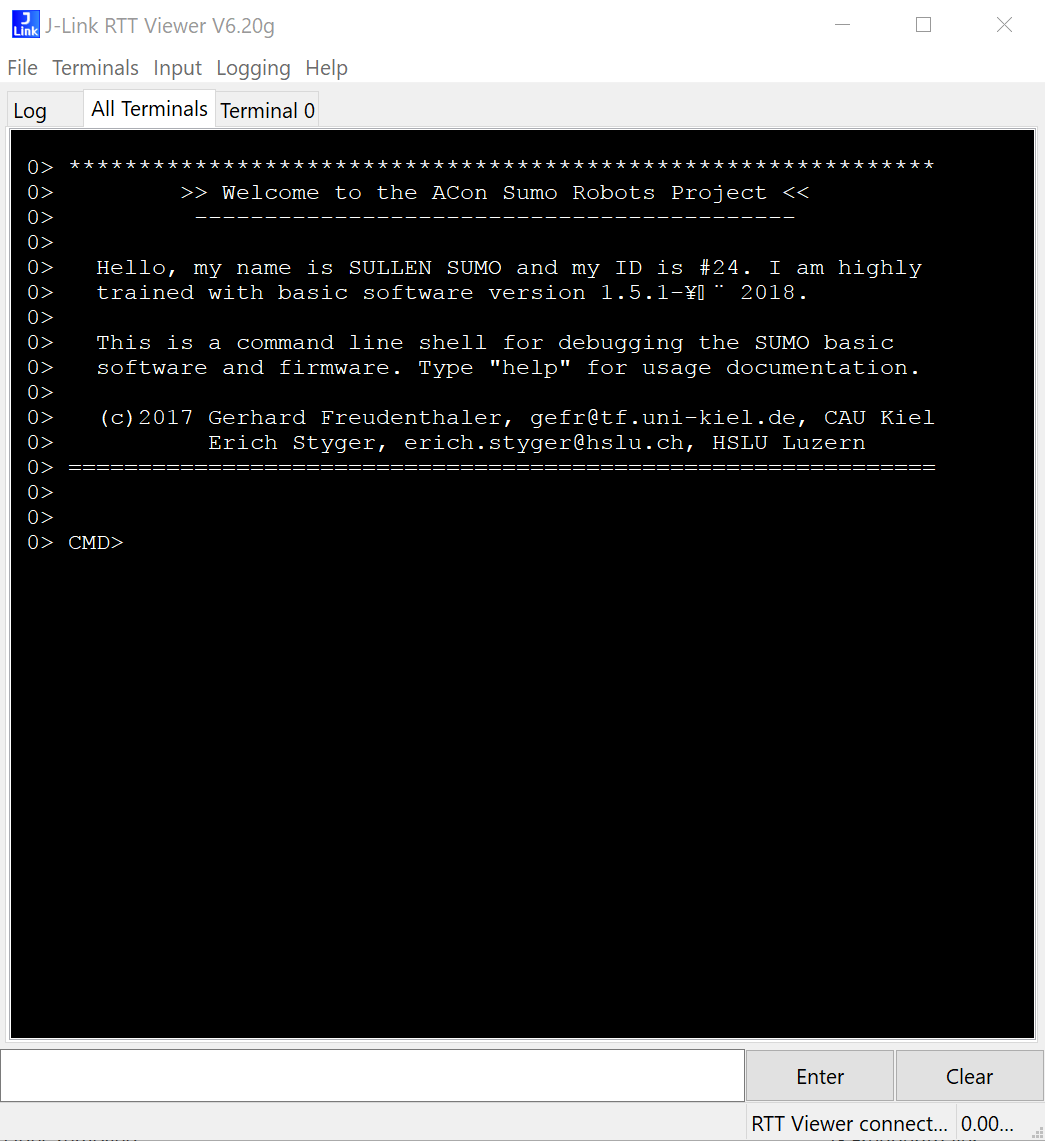 J-Link RTT Viewer V6.20g
File Terminals Input Logging Help
Log All Terminals Terminal 0
0> **************************************************************
0>         >> Welcome to the ACon Sumo Robots Project <<
0>          -------------------------------------------
0>
0>   Hello, my name is SULLEN SUMO and my ID is #24. I am highly
0>   trained with basic software version 1.5.1-¥▯¨ 2018.
0>
0>   This is a command line shell for debugging the SUMO basic
0>   software and firmware. Type "help" for usage documentation.
0>
0>   (c)2017 Gerhard Freudenthaler, gefr@tf.uni-kiel.de, CAU Kiel
0>           Erich Styger, erich.styger@hslu.ch, HSLU Luzern
0> ==============================================================
0>
0>
0> CMD>
Enter Clear
RTT Viewer connect... 0.00...